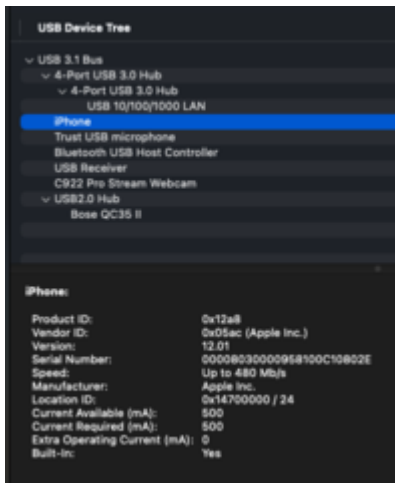 USB Device Tree
USB 3.1 Bus
4-Port USB 3.0 Hub
4-Port USB 3.0 Hub
USB 10/100/1000 LAN
iPhone
Trust USB microphone
Bluetooth USB Host Controller
USB Receiver
C922 Pro Stream Webcam
USB2.0 Hub
Bose QC35 II
iPhone:
Product ID: 0x12a8
Vendor ID: 0x05ac (Apple Inc.)
Version: 12.01
Serial Number: 00008030000958100C10802E
Speed: Up to 480 Mb/s
Manufacturer: Apple Inc.
Location ID: 0x14700000 / 24
Current Available (mA): 500
Current Required (mA): 500
Extra Operating Current (mA): 0
Built-In: Yes